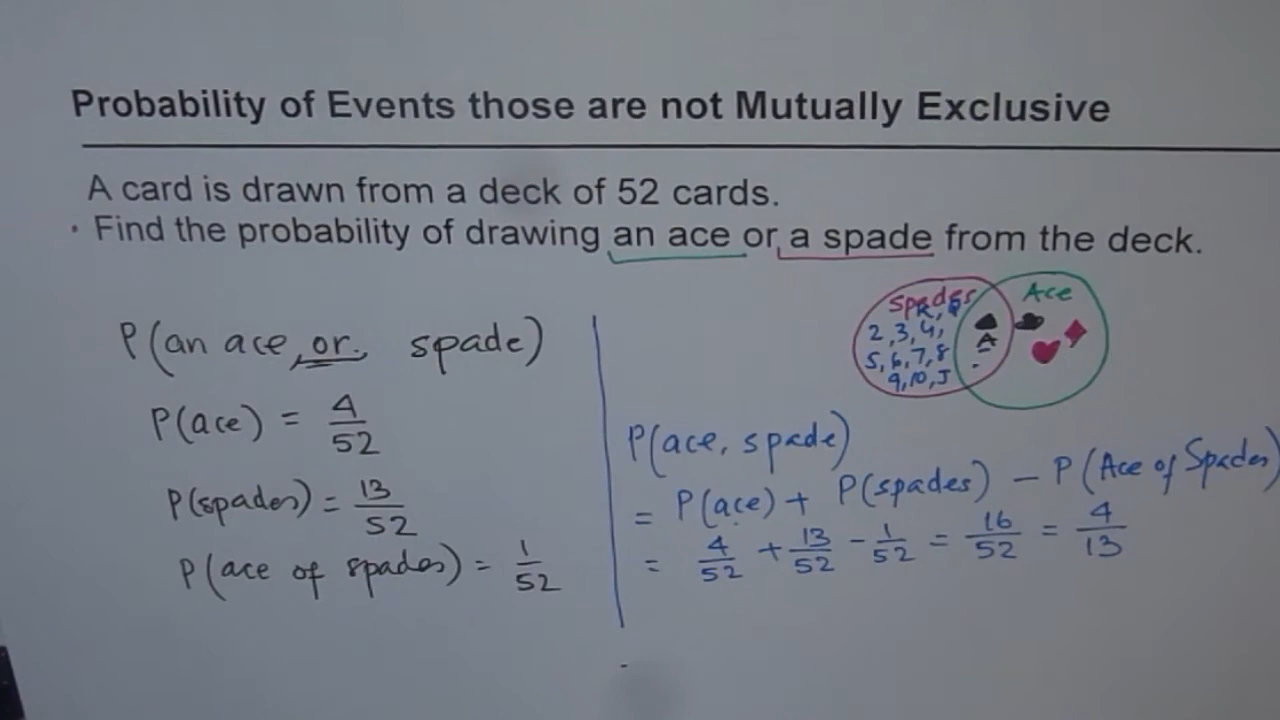 Probability of Events those are not Mutually Exclusive
A card is drawn from a deck of 52 cards.
· Find the probability of drawing an ace or a spade from the deck.
P(an ace, or, spade)
P(ace) = 4/52
P(spades) = 13/52
P(ace of spades) = 1/52
Spades
2, 3, 4,
5, 6, 7, 8
9, 10, J
A
Ace
P(ace, spade)
= P(ace) + P(spades) - P(Ace of Spades)
= 4/52 + 13/52 - 1/52 = 16/52 = 4/13